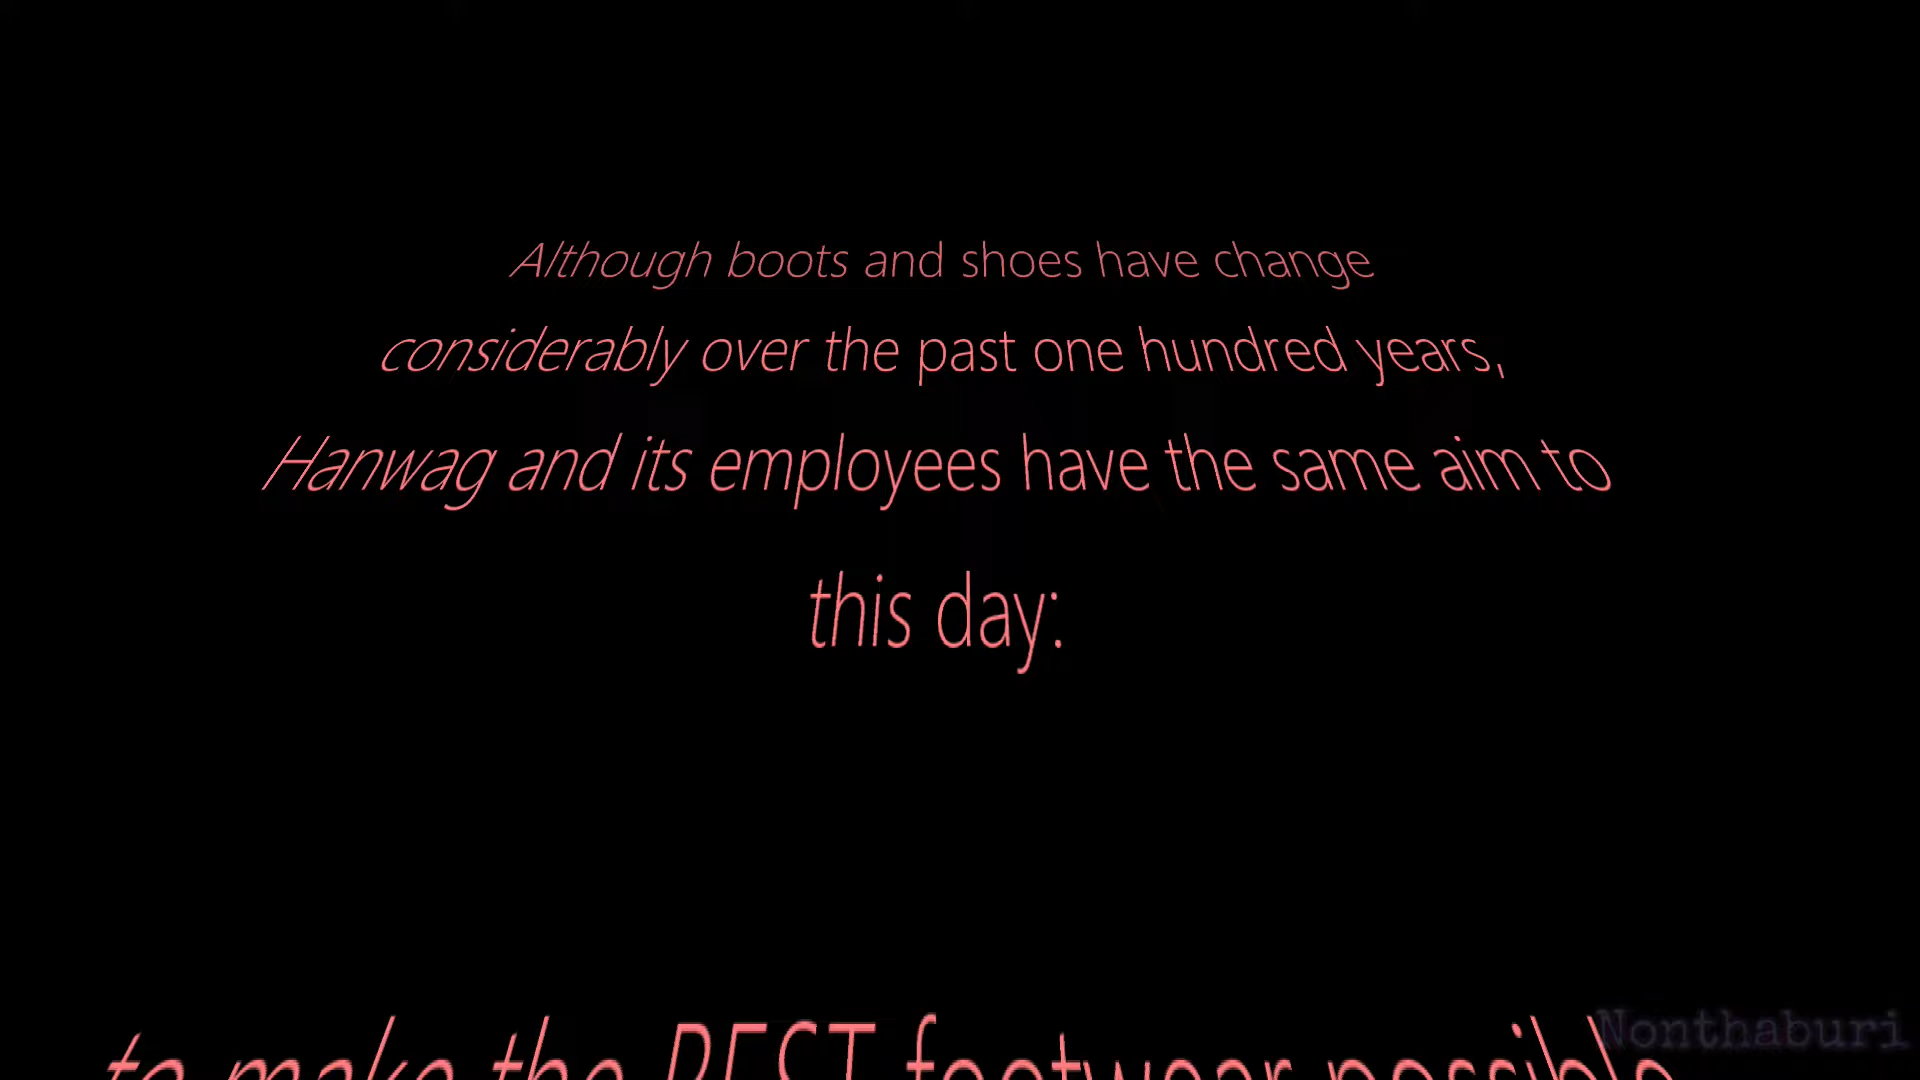 Although boots and shoes have change
considerably over the past one hundred years,
Hanwag and its employees have the same aim to
this day:
to make the BEST footwear possible
Nonthaburi